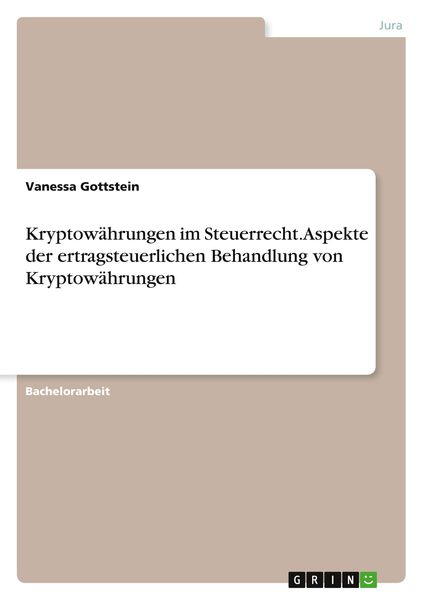 Jura
Vanessa Gottstein
Kryptowährungen im Steuerrecht.Aspekte
der ertragsteuerlichen Behandlung von
Kryptowährungen
Bachelorarbeit
GRIN